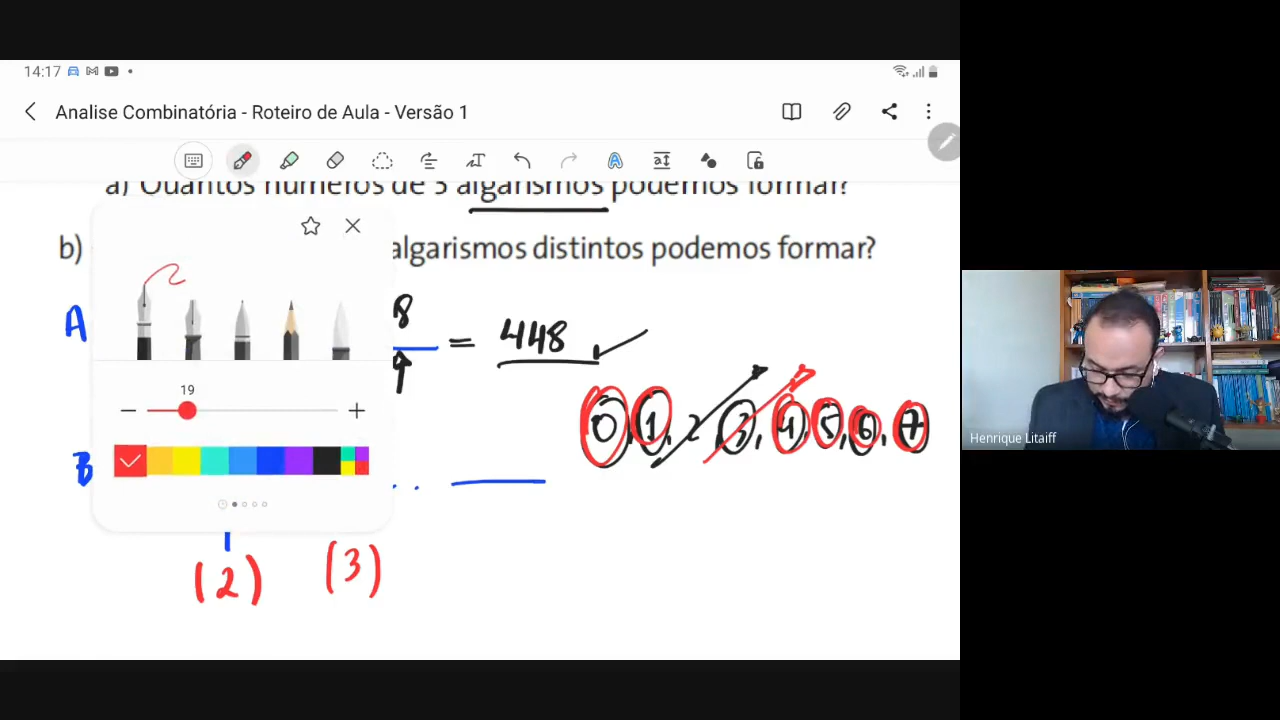 14:17
Analise Combinatória - Roteiro de Aula - Versão 1
a) Quantos números de 3 algarismos podemos formar?
b) algarismos distintos podemos formar?
A 8 = 448
0, 1, 2, 3, 4, 5, 6, 7
B
19
(2) (3)
Henrique Litaiff